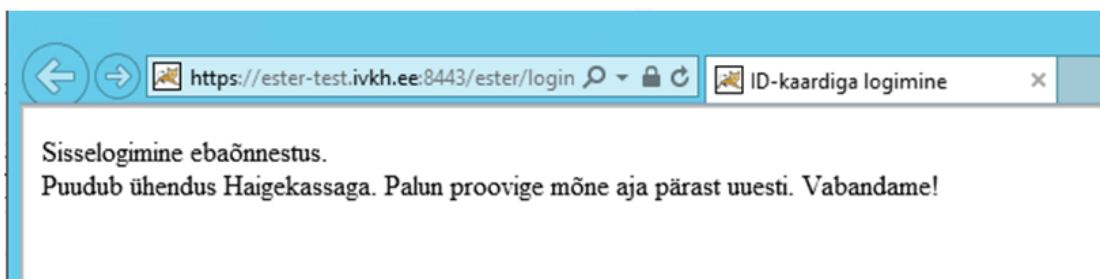 https://ester-test.ivkh.ee:8443/ester/login
ID-kaardiga logimine
Sisselogimine ebaõnnestus.
Puudub ühendus Haigekassaga. Palun proovige mõne aja pärast uuesti. Vabandame!